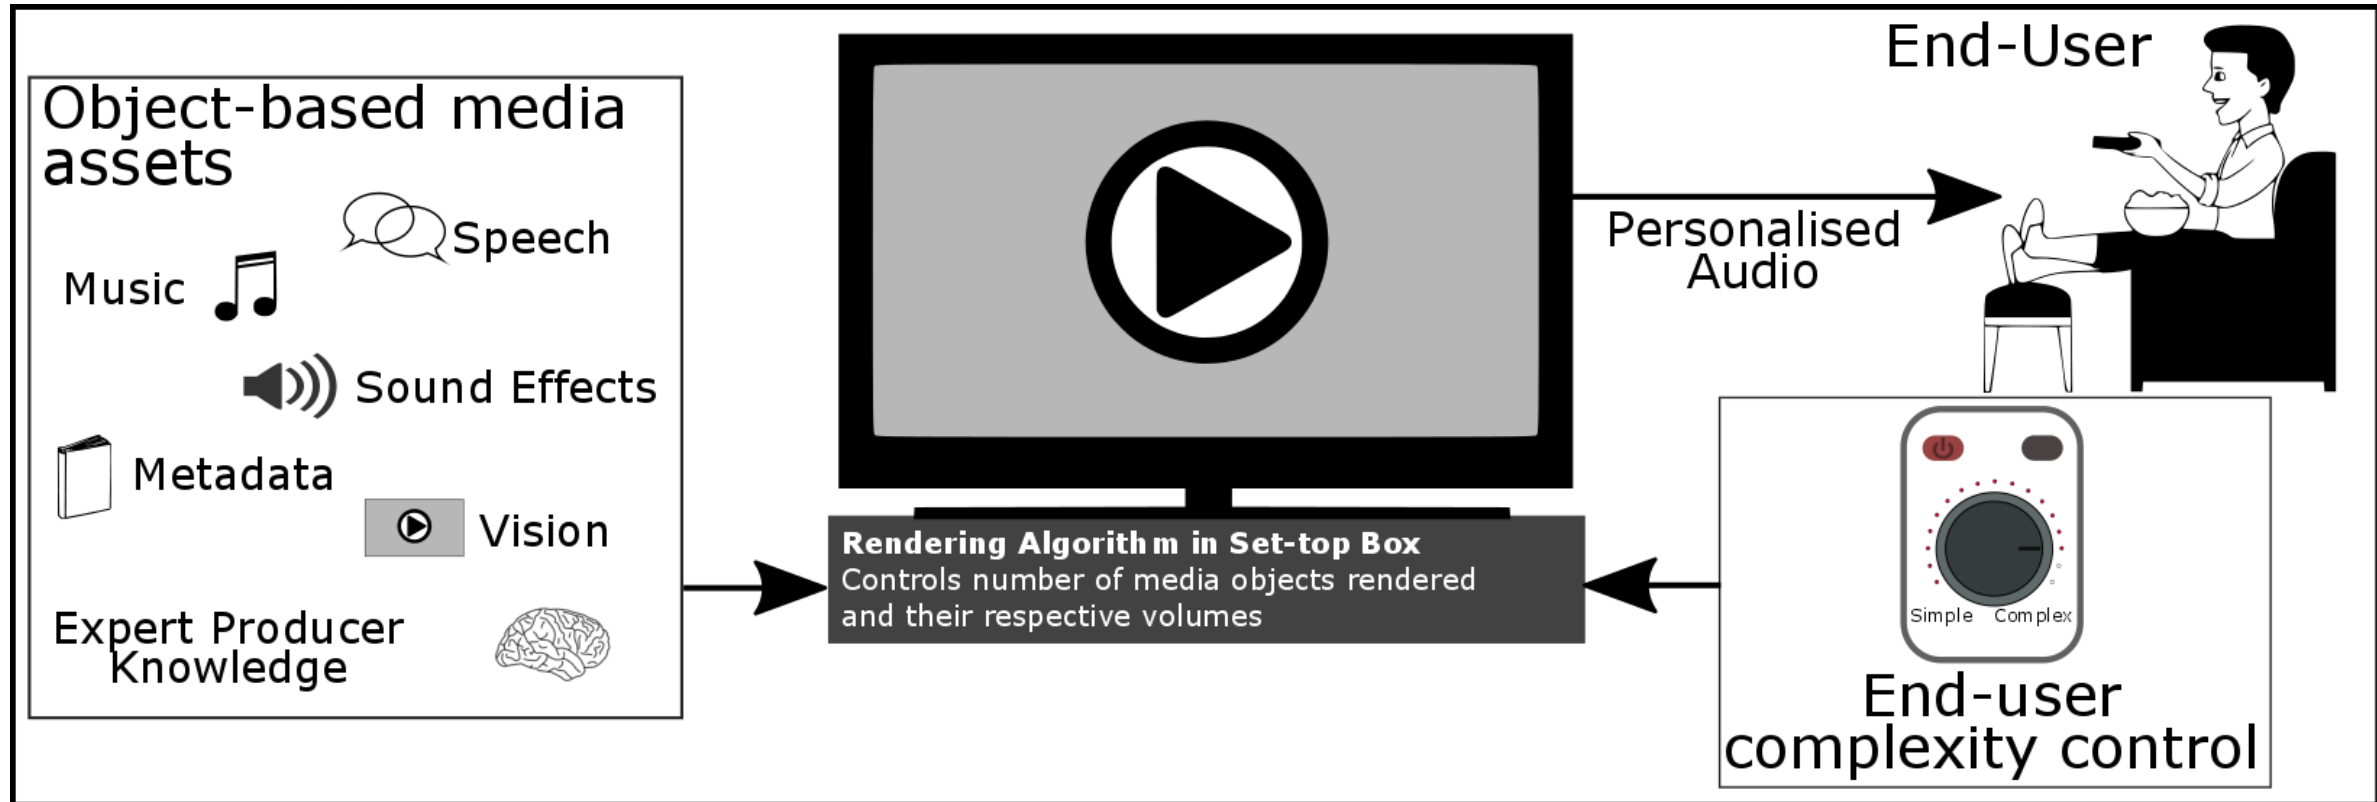 Object-based media
assets
Speech
Music
Sound Effects
Metadata
Vision
Expert Producer
Knowledge
Rendering Algorithm in Set-top Box
Controls number of media objects rendered
and their respective volumes
End-User
Personalised
Audio
Simple Complex
End-user
complexity control